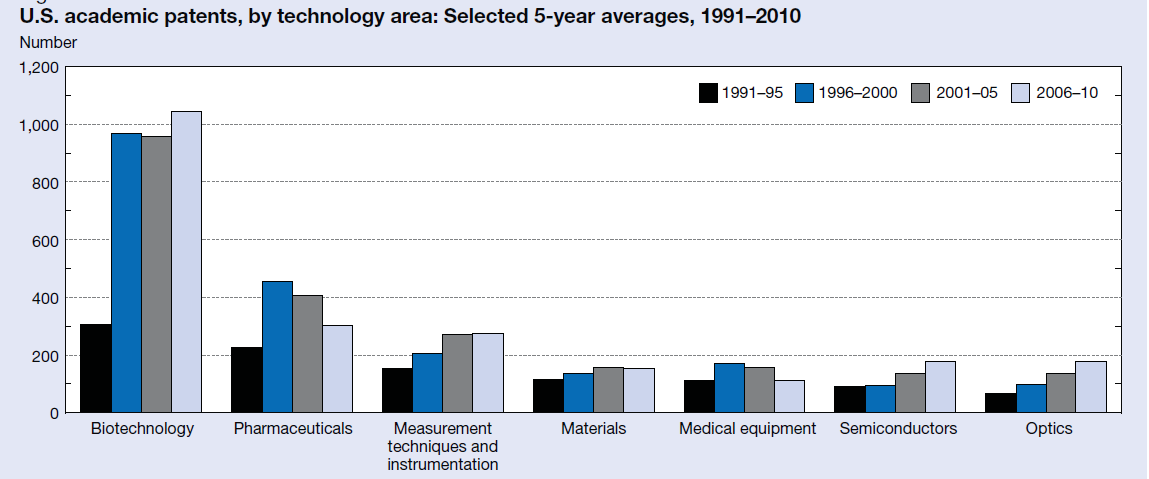 U.S. academic patents, by technology area: Selected 5-year averages, 1991–2010
Number
1,200
1,000
800
600
400
200
0
1991–95 1996–2000 2001–05 2006–10
Biotechnology Pharmaceuticals Measurement Materials Medical equipment Semiconductors Optics
techniques and
instrumentation